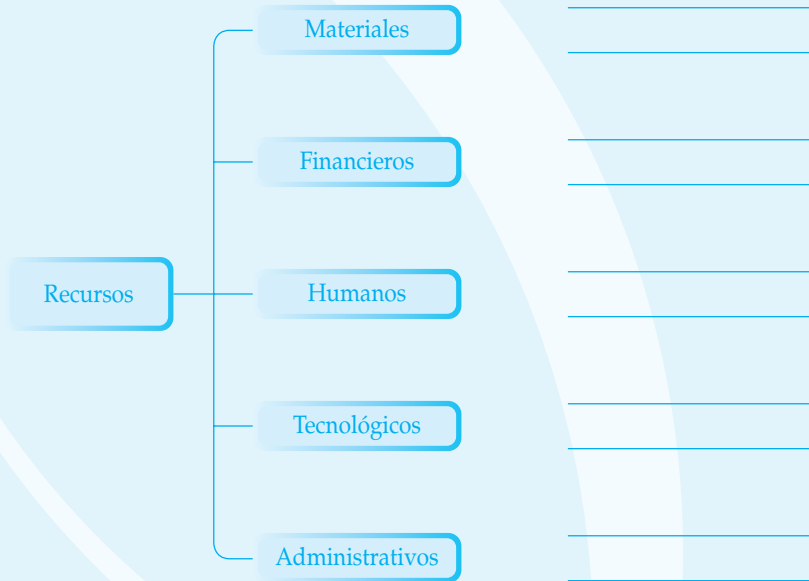 Materiales
Financieros
Recursos
Humanos
Tecnológicos
Administrativos